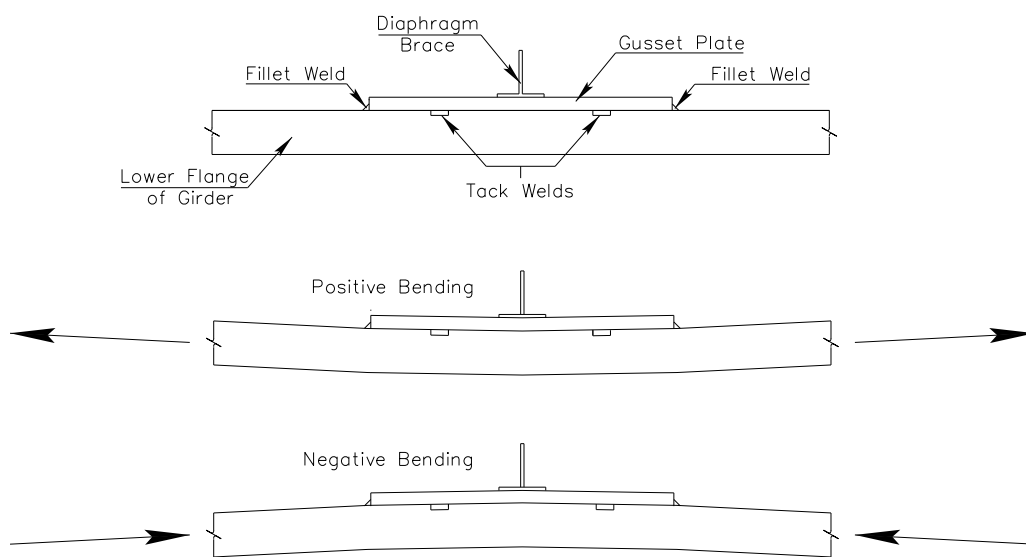 Diaphragm
Brace
Gusset Plate
Fillet Weld
Fillet Weld
Lower Flange
of Girder
Tack Welds
Positive Bending
Negative Bending